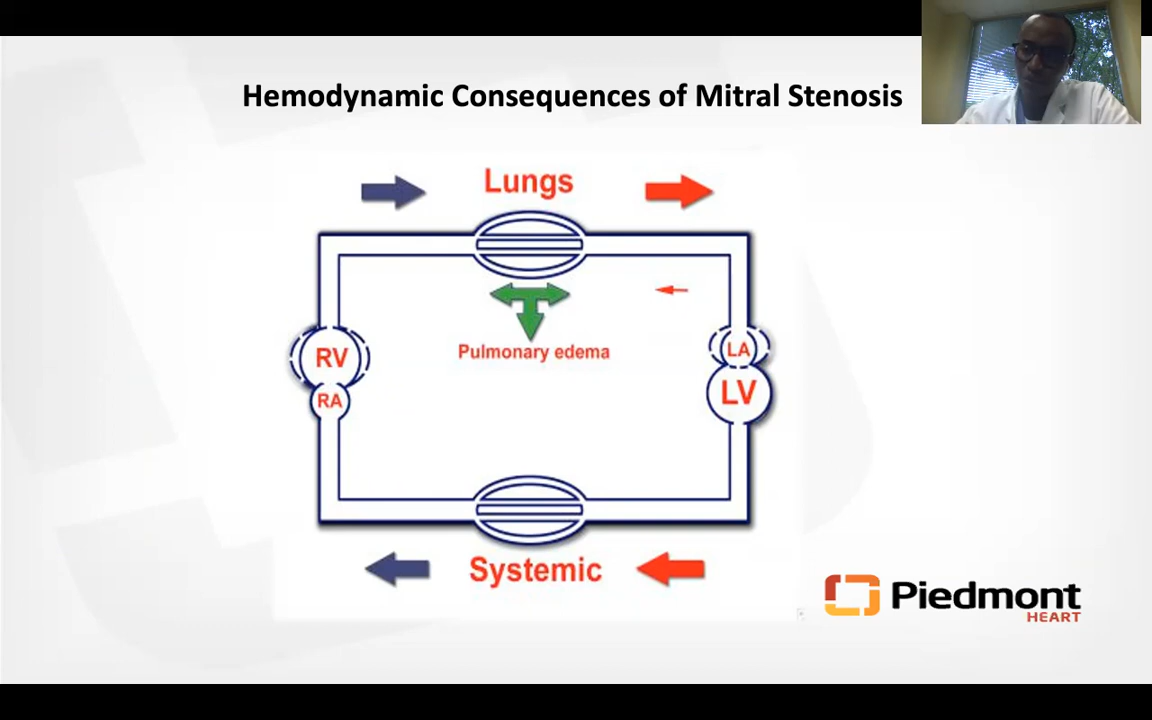 Hemodynamic Consequences of Mitral Stenosis
Lungs
Pulmonary edema
RV
RA
LA
LV
Systemic
Piedmont
HEART